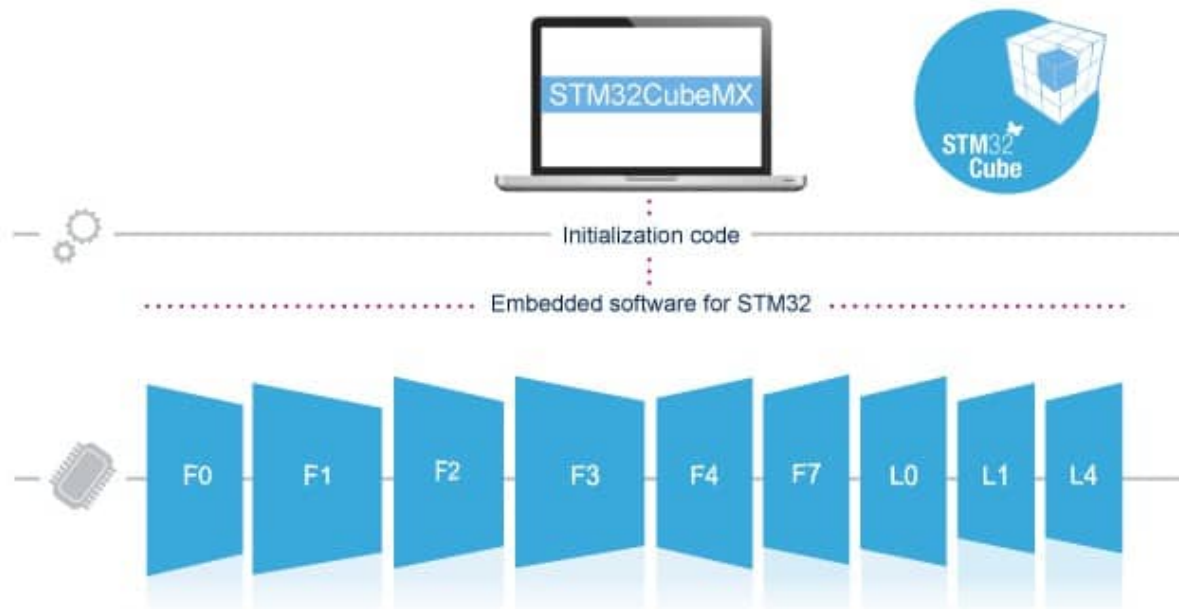 STM32CubeMX
STM32
Cube
Initialization code
Embedded software for STM32
F0 F1 F2 F3 F4 F7 L0 L1 L4